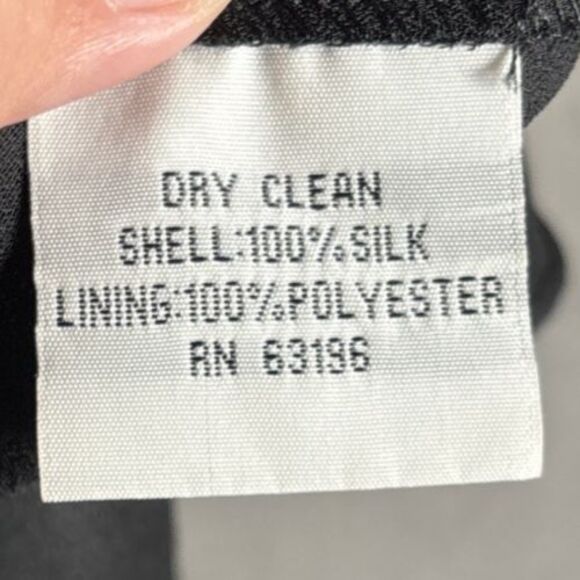 DRY CLEAN
SHELL:100%SILK
LINING:100%POLYESTER
RN 63196